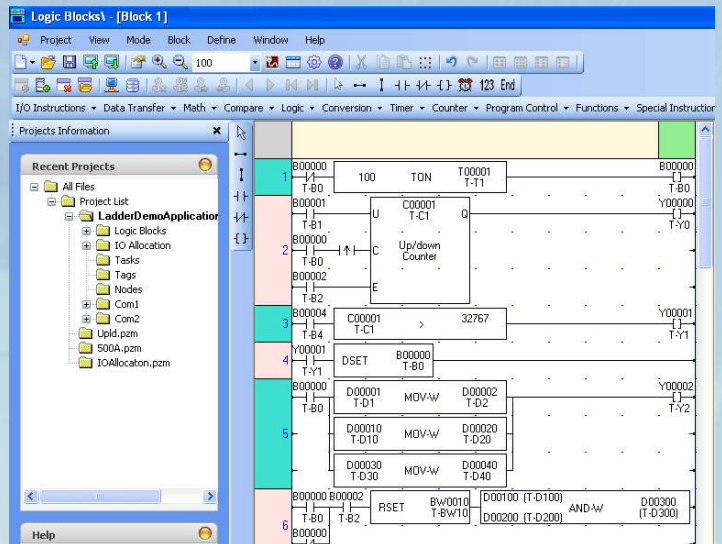 Logic Blocks\ - [Block 1]
Project View Mode Block Define Window Help
100
123 End
I/O Instructions Data Transfer Math Compare Logic Conversion Timer Counter Program Control Functions Special Instruction
Projects Information
Recent Projects
All Files
Project List
LadderDemoApplication
Logic Blocks
IO Allocation
Tasks
Tags
Nodes
Com1
Com2
Upld.pzm
500A.pzm
IOAllocaton.pzm
Help
1
B00000
T-B0
100 TON T00001
T-T1
B00000
T-B0
2
B00001
T-B1
U C00001 Q
T-C1
Y00000
T-Y0
B00000
T-B0
C Up/down
Counter
B00002
T-B2
E
3
B00004
T-B4
C00001 > 32767
T-C1
Y00001
T-Y1
4
Y00001
T-Y1
DSET B00000
T-B0
5
B00000
T-B0
D00001 MOV-W D00002
T-D1 T-D2
Y00002
T-Y2
D00010 MOV-W D00020
T-D10 T-D20
D00030 MOV-W D00040
T-D30 T-D40
6
B00000 B00002
T-B0 T-B2
RSET BW0010
T-BW10
D00100 (T-D100) AND-W D00300
D00200 (T-D200) (T-D300)
B00000